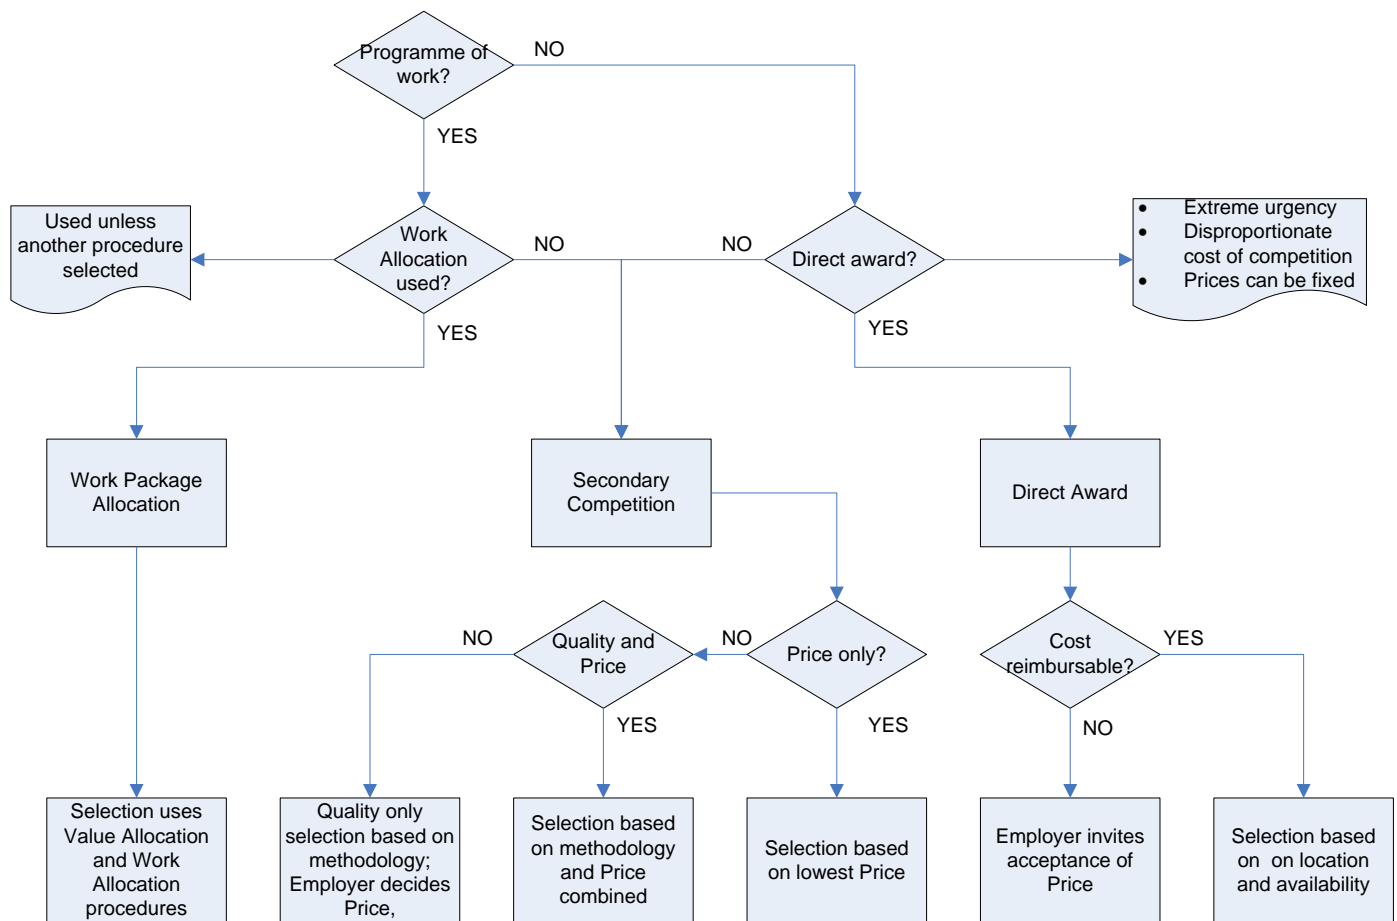 Programme of
work?
NO
YES
Used unless
another procedure
selected
Work
Allocation
used?
NO
NO
Direct award?
• Extreme urgency
• Disproportionate
cost of competition
• Prices can be fixed
YES
YES
Work Package
Allocation
Secondary
Competition
Direct Award
NO
Quality and
Price
NO
Price only?
Cost
reimbursable?
YES
YES
YES
NO
Selection uses
Value Allocation
and Work
Allocation
procedures
Quality only
selection based on
methodology;
Employer decides
Price,
Selection based
on methodology
and Price
combined
Selection based
on lowest Price
Employer invites
acceptance of
Price
Selection based
on on location
and availability